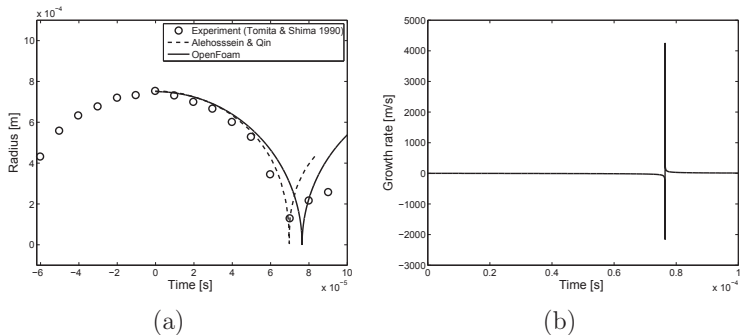 x 10⁻⁴
10
8
6
4
2
0
Radius [m]
Experiment (Tomita & Shima 1990)
Alehosssein & Qin
OpenFoam
−6 −4 −2 0 2 4 6 8 10
Time [s]
x 10⁻⁵
(a)
5000
4000
3000
2000
1000
0
−1000
−2000
−3000
Growth rate [m/s]
0 0.2 0.4 0.6 0.8 1
Time [s]
x 10⁻⁴
(b)